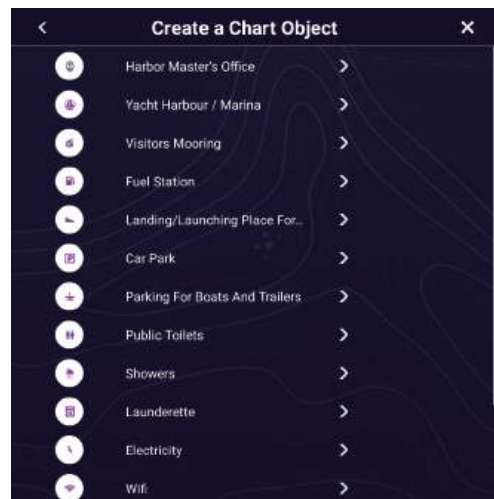 Create a Chart Object
Harbor Master's Office
Yacht Harbour / Marina
Visitors Mooring
Fuel Station
Landing/Launching Place For...
Car Park
Parking For Boats And Trailers
Public Toilets
Showers
Launderette
Electricity
Wifi